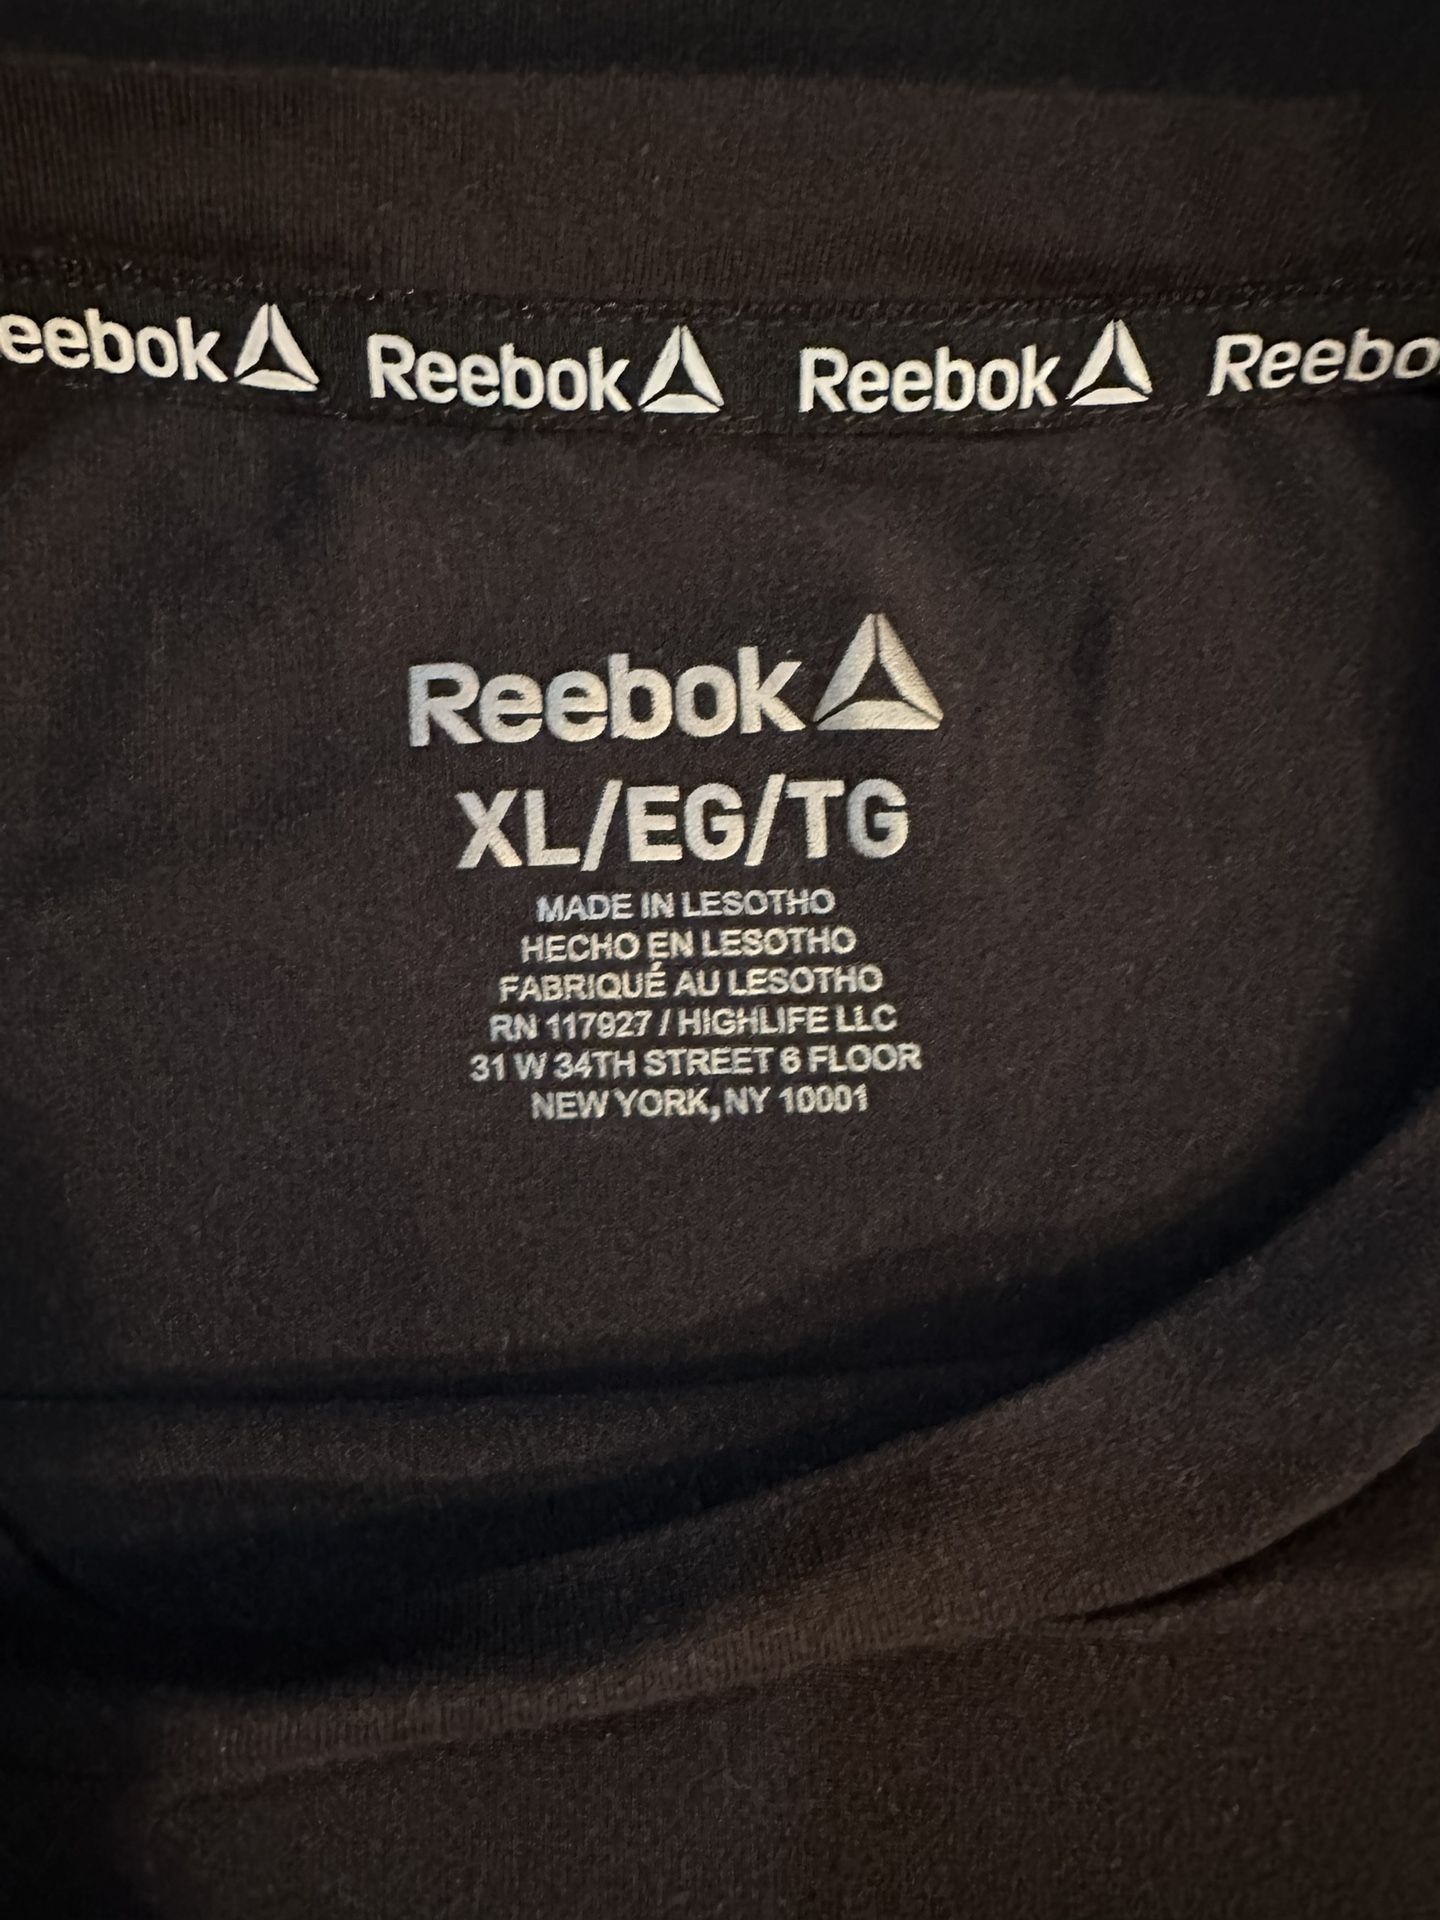 eebok Reebok Reebok Reebo
Reebok
XL/EG/TG
MADE IN LESOTHO
HECHO EN LESOTHO
FABRIQUÉ AU LESOTHO
RN 117927 / HIGHLIFE LLC
31 W 34TH STREET 6 FLOOR
NEW YORK, NY 10001